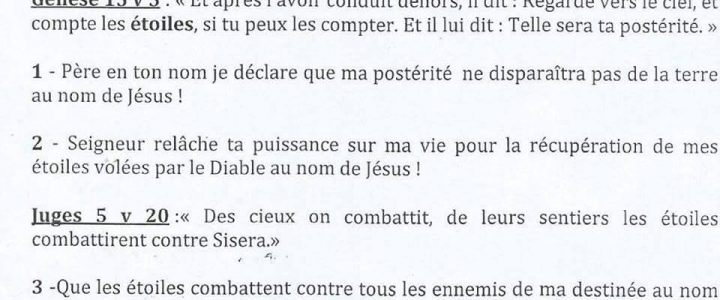 Genèse 15 v 5 : « Et après l'avoir conduit dehors, il dit : Regarde vers le ciel, et
compte les étoiles, si tu peux les compter. Et il lui dit : Telle sera ta postérité. »
1 - Père en ton nom je déclare que ma postérité ne disparaîtra pas de la terre
au nom de Jésus !
2 - Seigneur relâche ta puissance sur ma vie pour la récupération de mes
étoiles volées par le Diable au nom de Jésus !
Juges 5 v 20 :« Des cieux on combattit, de leurs sentiers les étoiles
combattirent contre Sisera.»
3 -Que les étoiles combattent contre tous les ennemis de ma destinée au nom